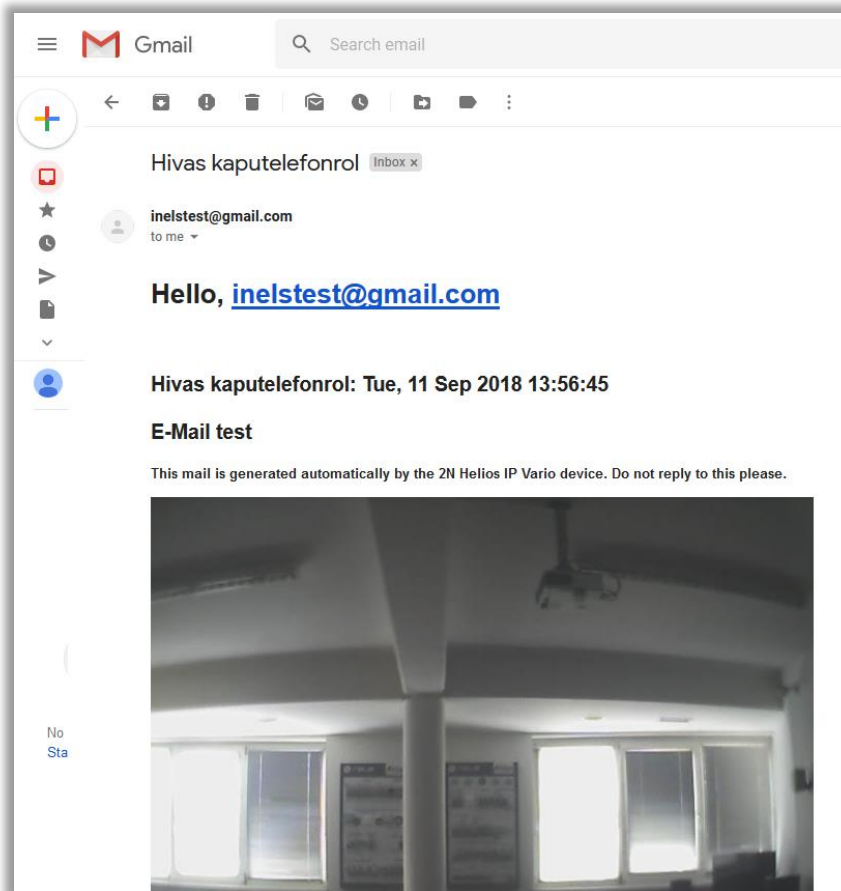 Gmail
Search email
Hivas kaputelefonrol Inbox x
inelstest@gmail.com
to me
Hello, inelstest@gmail.com
Hivas kaputelefonrol: Tue, 11 Sep 2018 13:56:45
E-Mail test
This mail is generated automatically by the 2N Helios IP Vario device. Do not reply to this please.
No
Sta